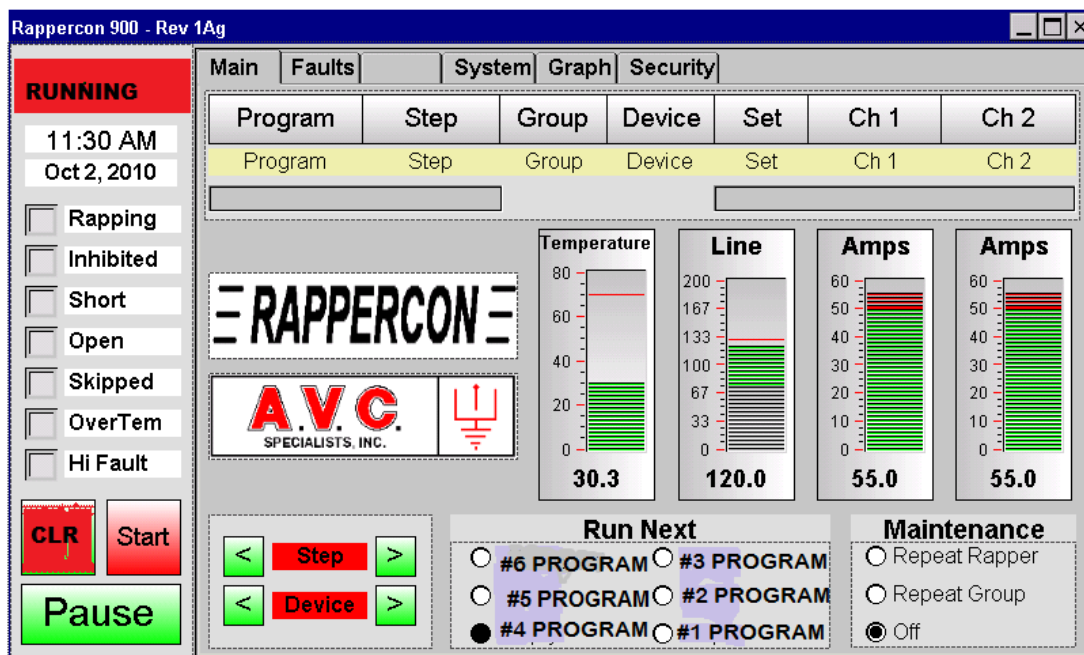 Rappercon 900 - Rev 1Ag
Main Faults System Graph Security
RUNNING
11:30 AM
Oct 2, 2010
Rapping
Inhibited
Short
Open
Skipped
OverTem
Hi Fault
CLR Start
Pause
Program Step Group Device Set Ch 1 Ch 2
Program Step Group Device Set Ch 1 Ch 2
RAPPERCON
A.V.C.
SPECIALISTS, INC.
Temperature
80
60
40
20
0
30.3
Line
200
167
133
100
67
33
0
120.0
Amps
60
50
40
30
20
10
0
55.0
Amps
60
50
40
30
20
10
0
55.0
< Step >
< Device >
Run Next
#6 PROGRAM #3 PROGRAM
#5 PROGRAM #2 PROGRAM
#4 PROGRAM #1 PROGRAM
Maintenance
Repeat Rapper
Repeat Group
Off